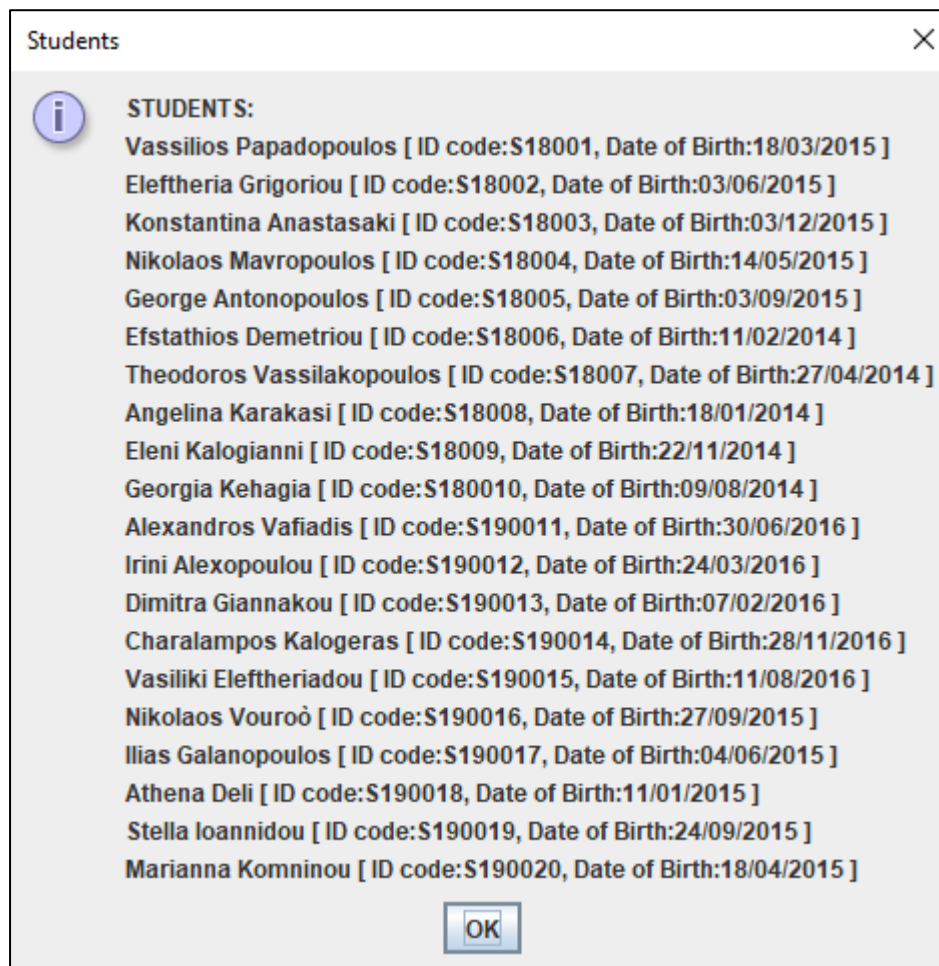 Students
STUDENTS:
Vassilios Papadopoulos [ ID code:S18001, Date of Birth:18/03/2015 ]
Eleftheria Grigoriou [ ID code:S18002, Date of Birth:03/06/2015 ]
Konstantina Anastasaki [ ID code:S18003, Date of Birth:03/12/2015 ]
Nikolaos Mavropoulos [ ID code:S18004, Date of Birth:14/05/2015 ]
George Antonopoulos [ ID code:S18005, Date of Birth:03/09/2015 ]
Efstathios Demetriou [ ID code:S18006, Date of Birth:11/02/2014 ]
Theodoros Vassilakopoulos [ ID code:S18007, Date of Birth:27/04/2014 ]
Angelina Karakasi [ ID code:S18008, Date of Birth:18/01/2014 ]
Eleni Kalogianni [ ID code:S18009, Date of Birth:22/11/2014 ]
Georgia Kehagia [ ID code:S180010, Date of Birth:09/08/2014 ]
Alexandros Vafiadis [ ID code:S190011, Date of Birth:30/06/2016 ]
Irini Alexopoulou [ ID code:S190012, Date of Birth:24/03/2016 ]
Dimitra Giannakou [ ID code:S190013, Date of Birth:07/02/2016 ]
Charalampos Kalogeras [ ID code:S190014, Date of Birth:28/11/2016 ]
Vasiliki Eleftheriadou [ ID code:S190015, Date of Birth:11/08/2016 ]
Nikolaos Vouroò [ ID code:S190016, Date of Birth:27/09/2015 ]
Ilias Galanopoulos [ ID code:S190017, Date of Birth:04/06/2015 ]
Athena Deli [ ID code:S190018, Date of Birth:11/01/2015 ]
Stella Ioannidou [ ID code:S190019, Date of Birth:24/09/2015 ]
Marianna Komninou [ ID code:S190020, Date of Birth:18/04/2015 ]
OK